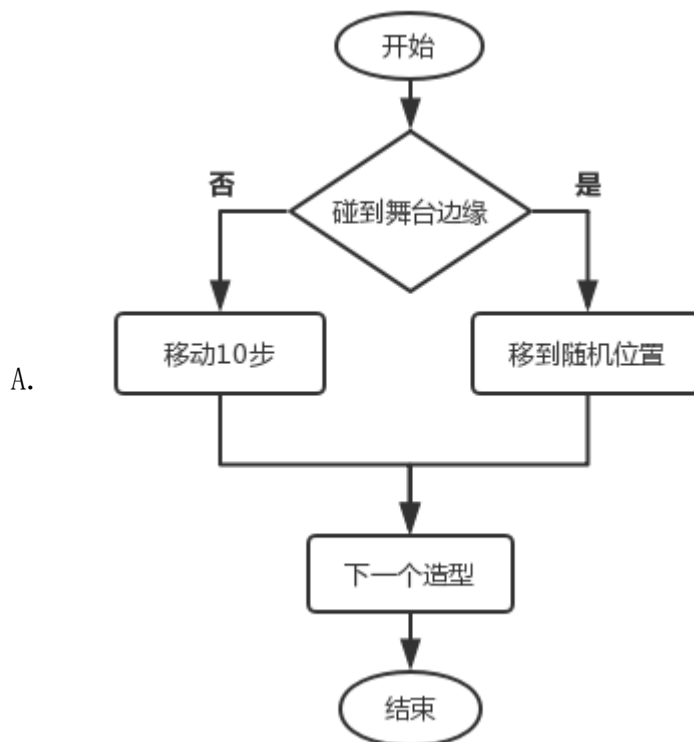 开始
否
是
碰到舞台边缘
移动10步
移到随机位置
A.
下一个造型
结束